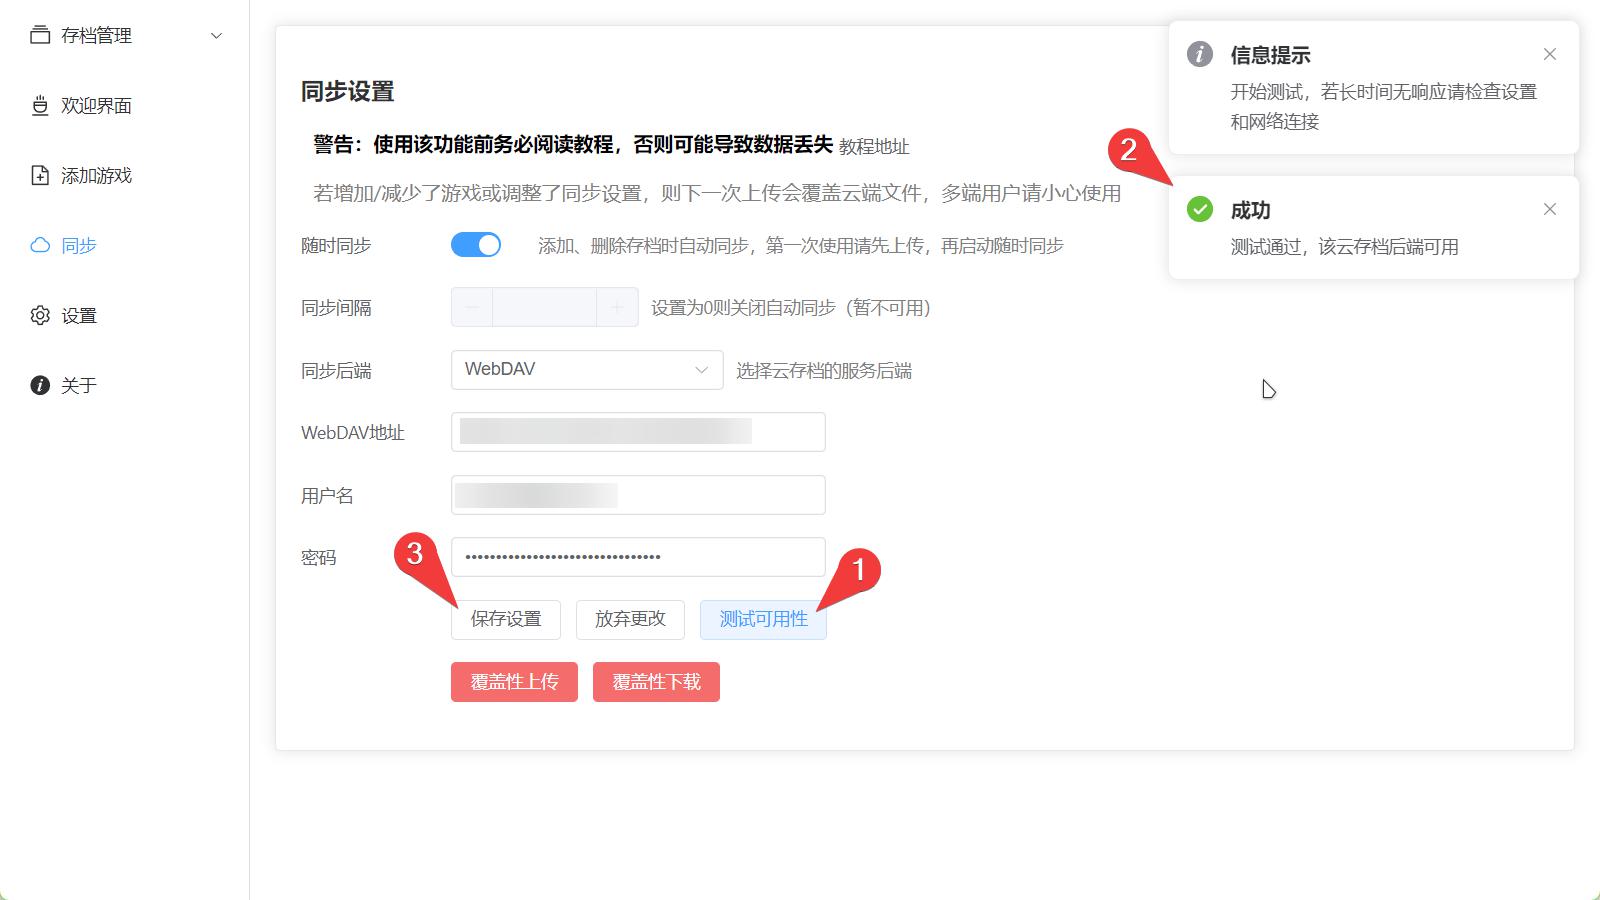 存档管理
欢迎界面
添加游戏
同步
设置
关于
同步设置
警告：使用该功能前务必阅读教程，否则可能导致数据丢失 教程地址
若增加/减少了游戏或调整了同步设置，则下一次上传会覆盖云端文件，多端用户请小心使用
随时同步 添加、删除存档时自动同步，第一次使用请先上传，再启动随时同步
同步间隔 设置为0则关闭自动同步（暂不可用）
同步后端 WebDAV 选择云存档的服务后端
WebDAV地址
用户名
密码 ••••••••••••••••••••••••••••••••
保存设置 放弃更改 测试可用性
覆盖性上传 覆盖性下载
信息提示
开始测试，若长时间无响应请检查设置
和网络连接
成功
测试通过，该云存档后端可用
1
2
3